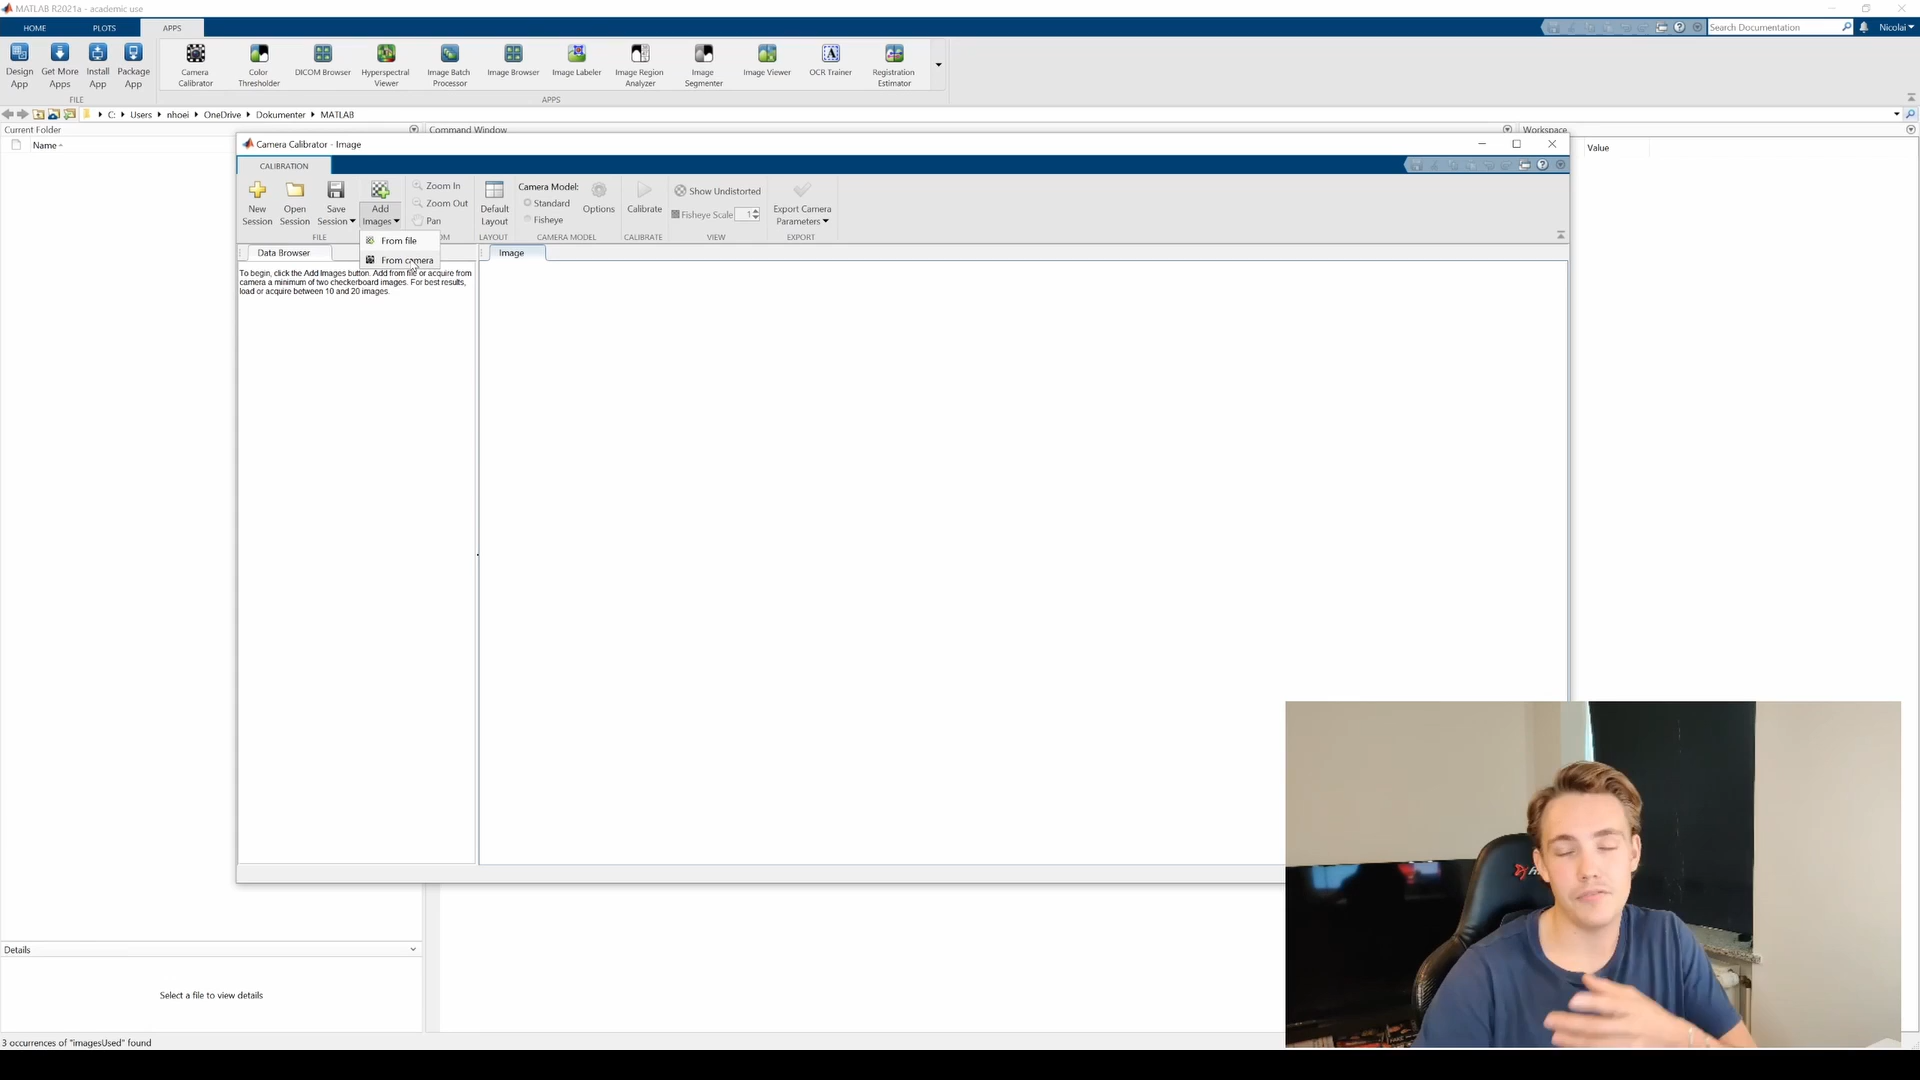 MATLAB R2021a - academic use
HOME PLOTS APPS
Search Documentation
Nicolai
Design App
Get More Apps
Install App
Package App
Camera Calibrator
Color Thresholder
DICOM Browser
Hyperspectral Viewer
Image Batch Processor
Image Browser
Image Labeler
Image Region Analyzer
Image Segmenter
Image Viewer
OCR Trainer
Registration Estimator
FILE
APPS
C: Users nhoei OneDrive Dokumenter MATLAB
Current Folder
Command Window
Workspace
Name
Value
Camera Calibrator - Image
CALIBRATION
New Session
Open Session
Save Session
Add Images
Zoom In
Zoom Out
Pan
Default Layout
Camera Model:
Standard
Fisheye
Options
Calibrate
Show Undistorted
Fisheye Scale 1
Export Camera Parameters
FILE
OM
LAYOUT
CAMERA MODEL
CALIBRATE
VIEW
EXPORT
From file
From camera
Data Browser
Image
To begin, click the Add Images button. Add from file or acquire from
camera a minimum of two checkerboard images. For best results,
load or acquire between 10 and 20 images.
Details
Select a file to view details
3 occurrences of "imagesUsed" found